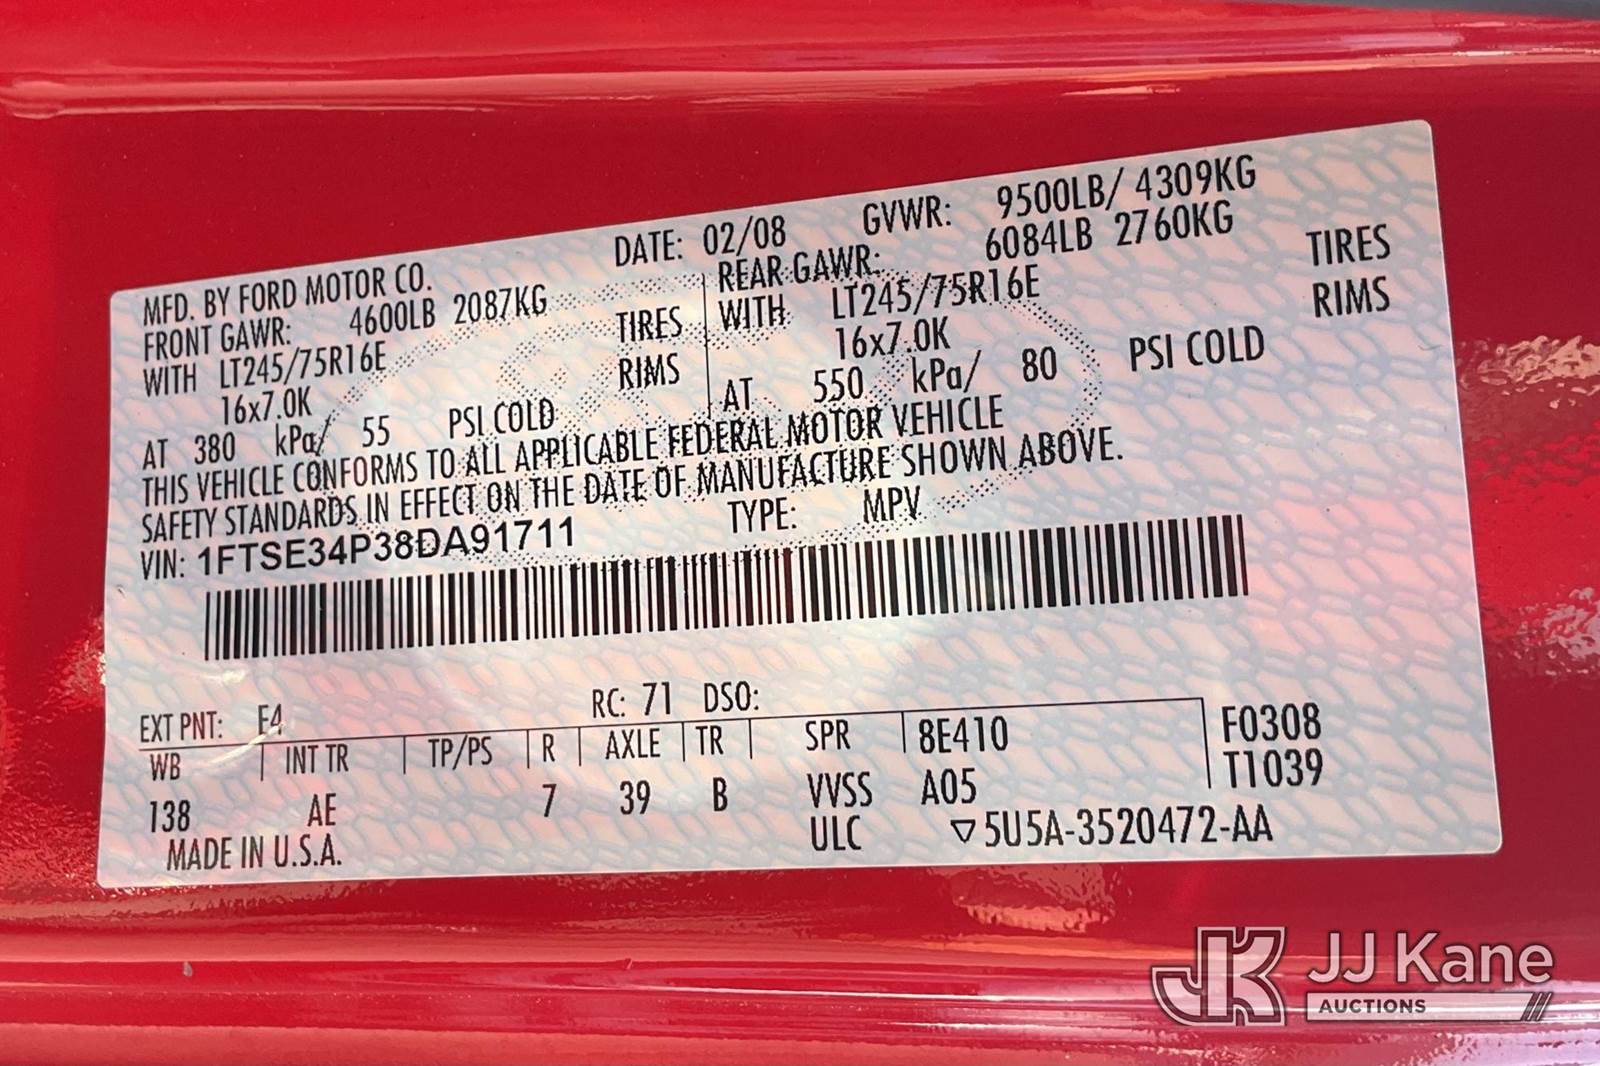 MFD. BY FORD MOTOR CO. DATE: 02/08 GVWR: 9500LB/ 4309KG
FRONT GAWR: 4600LB 2087KG REAR GAWR: 6084LB 2760KG
WITH LT245/75R16E TIRES WITH LT245/75R16E TIRES
16x7.0K RIMS 16x7.0K RIMS
AT 380 kPa/ 55 PSI COLD AT 550 kPa/ 80 PSI COLD
THIS VEHICLE CONFORMS TO ALL APPLICABLE FEDERAL MOTOR VEHICLE
SAFETY STANDARDS IN EFFECT ON THE DATE OF MANUFACTURE SHOWN ABOVE.
VIN: 1FTSE34P38DA91711 TYPE: MPV
EXT PNT: E4 RC: 71 DSO:
WB INT TR TP/PS R AXLE TR SPR 8E410 F0308
138 AE 7 39 B VVSS A05 T1039
MADE IN U.S.A. ULC ▽5U5A-3520472-AA
JK JJ Kane
AUCTIONS